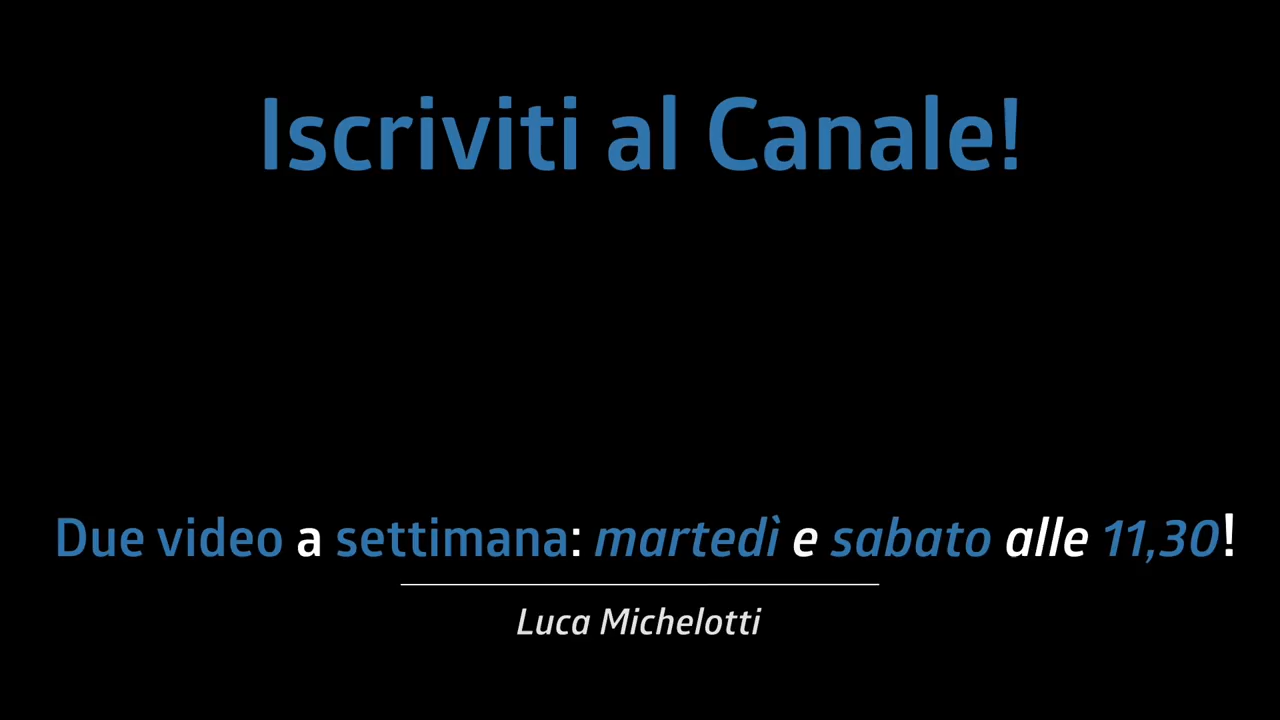 Iscriviti al Canale!
Due video a settimana: martedì e sabato alle 11,30!
Luca Michelotti